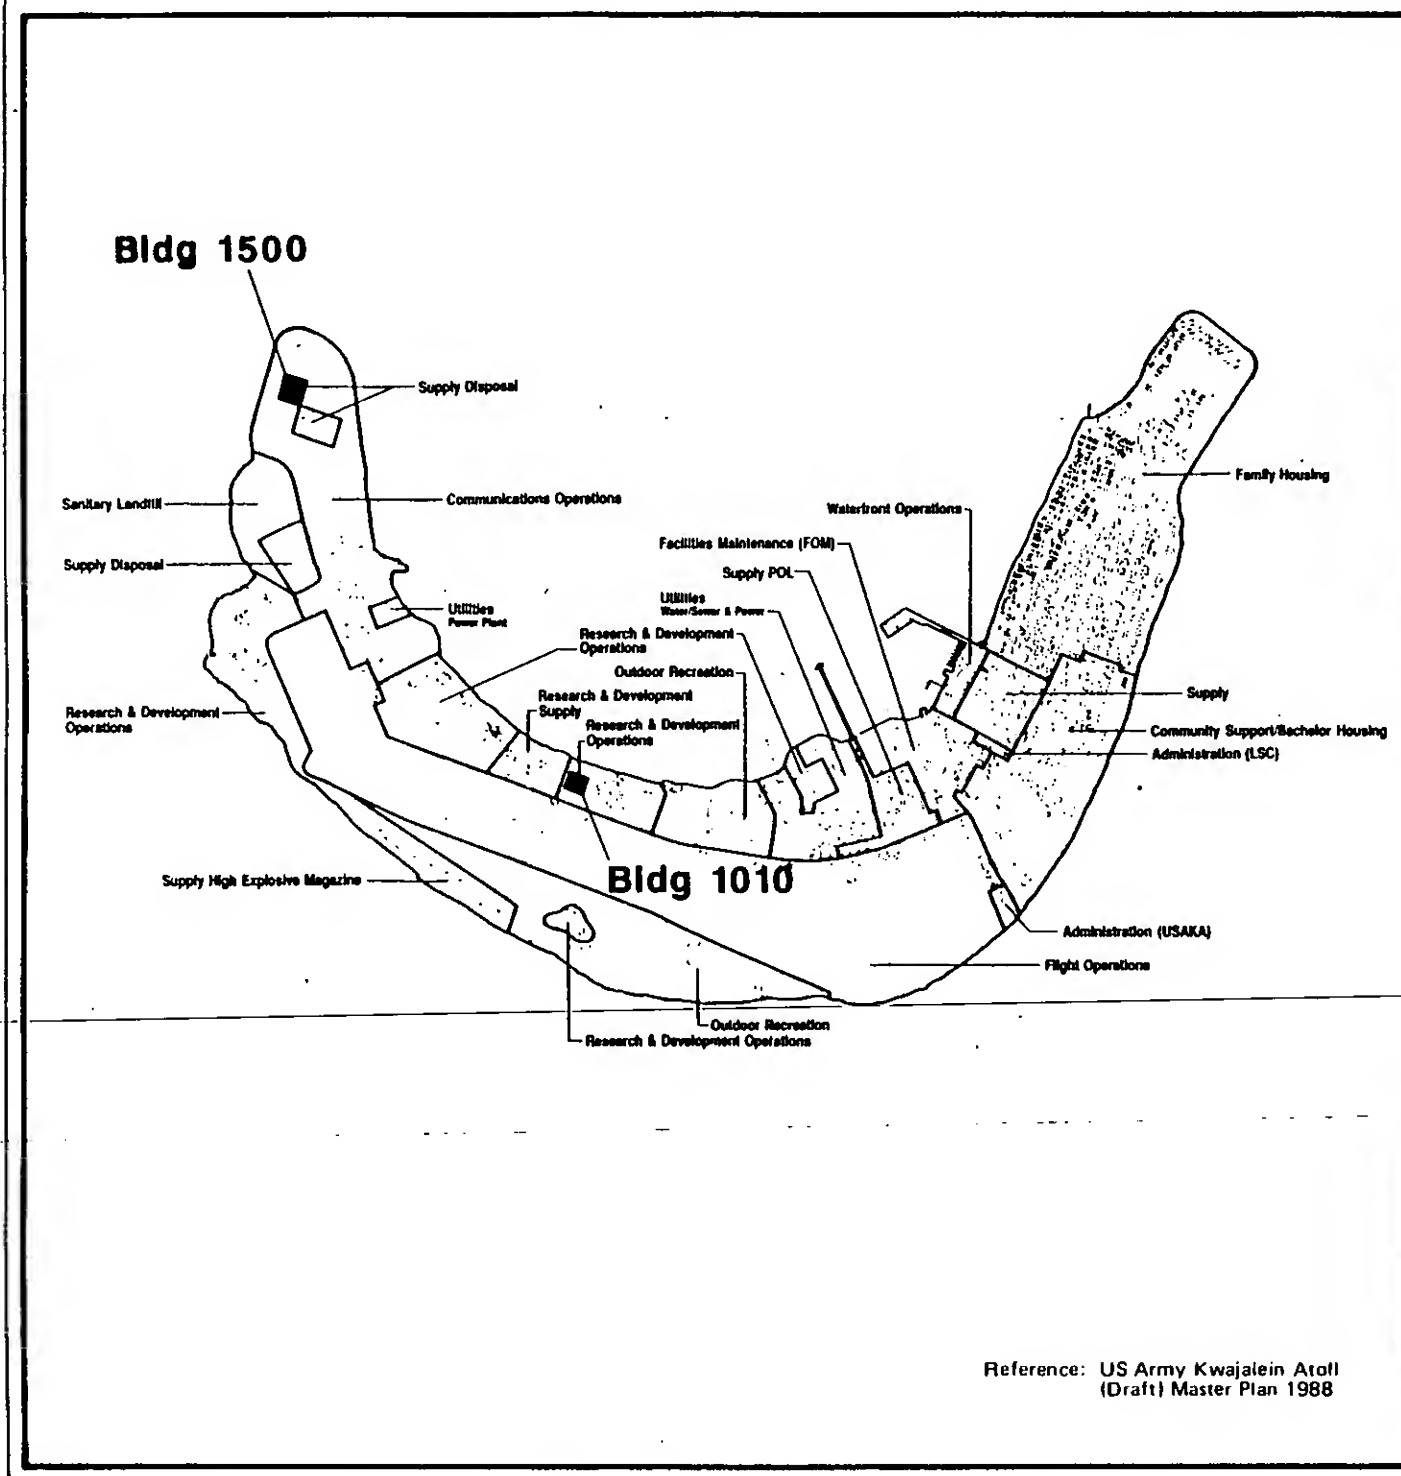 Bldg 1500
Supply Disposal
Family Housing
Sanitary Landfill
Communications Operations
Waterfront Operations
Facilities Maintenance (FOM)
Supply Disposal
Supply POL
Utilities
Water/Sewer & Power
Utilities
Power Plant
Research & Development
Operations
Outdoor Recreation
Research & Development
Supply
Supply
Research & Development
Operations
Research & Development
Operations
Community Support/Bachelor Housing
Administration (LSC)
Supply High Explosive Magazine
Bldg 1010
Administration (USAKA)
Flight Operations
Outdoor Recreation
Research & Development Operations
Reference: US Army Kwajalein Atoll
(Draft) Master Plan 1988